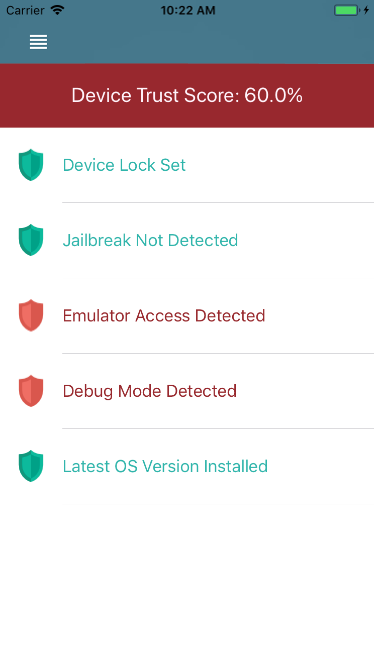 Carrier 10:22 AM
Device Trust Score: 60.0%
Device Lock Set
Jailbreak Not Detected
Emulator Access Detected
Debug Mode Detected
Latest OS Version Installed